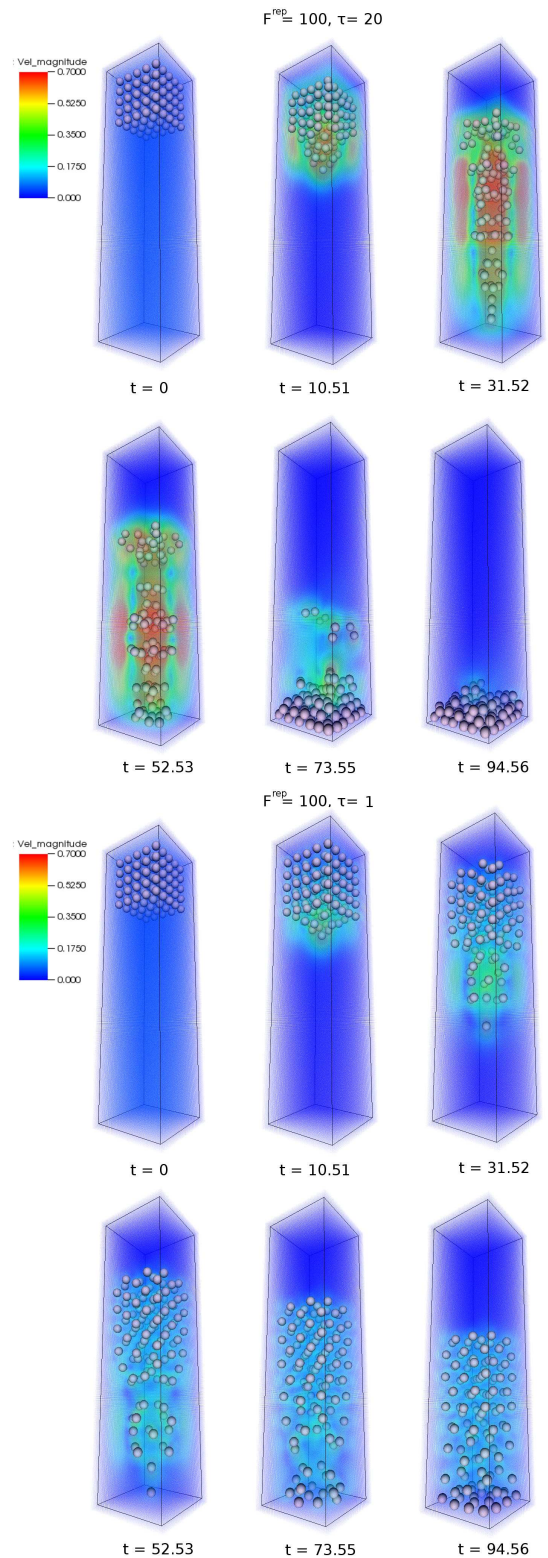 F^rep = 100, τ= 20
: Vel_magnitude
0.7000
0.5250
0.3500
0.1750
0.000
t = 0 t = 10.51 t = 31.52
t = 52.53 t = 73.55 t = 94.56
F^rep = 100, τ= 1
: Vel_magnitude
0.7000
0.5250
0.3500
0.1750
0.000
t = 0 t = 10.51 t = 31.52
t = 52.53 t = 73.55 t = 94.56